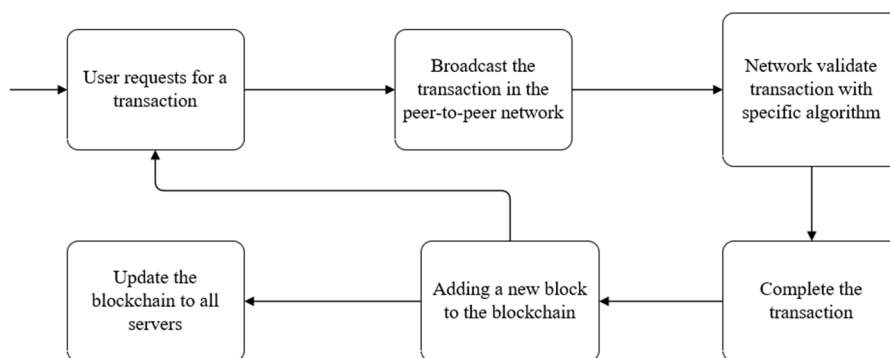 User requests for a
transaction
Broadcast the
transaction in the
peer-to-peer network
Network validate
transaction with
specific algorithm
Update the
blockchain to all
servers
Adding a new block
to the blockchain
Complete the
transaction